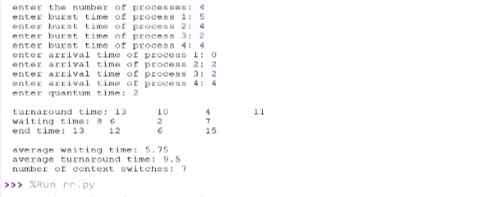 enter the number of processes: 4
enter burst time of process 1: 5
enter burst time of process 2: 4
enter burst time of process 3: 2
enter burst time of process 4: 4
enter arrival time of process 1: 0
enter arrival time of process 2: 2
enter arrival time of process 3: 2
enter arrival time of process 4: 4
enter quantum time: 2
turnaround time: 13 10 4 11
waiting time: 8 6 2 7
end time: 13 12 6 15
average waiting time: 5.75
average turnaround time: 9.5
number of context switches: 7
>>> %Run rr.py